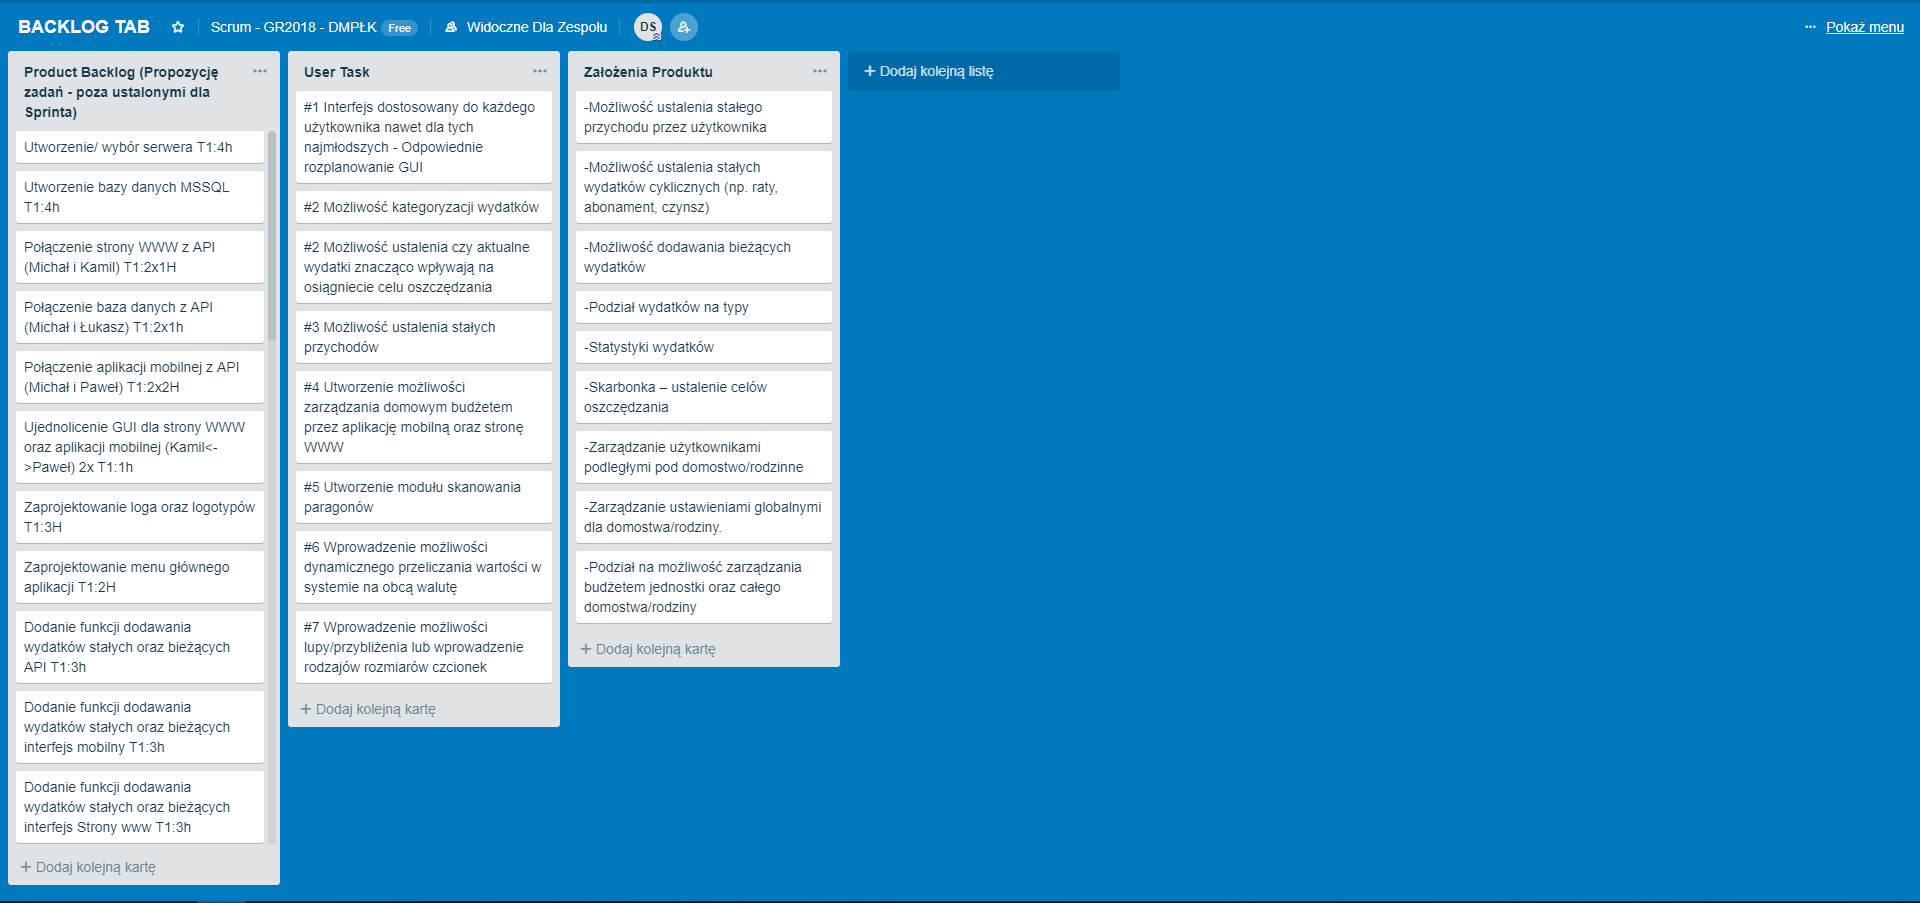 BACKLOG TAB
Scrum - GR2018 - DMPŁK Free
Widoczne Dla Zespołu
DS
Pokaż menu
Product Backlog (Propozycję
zadań - poza ustalonymi dla
Sprinta)
Utworzenie/ wybór serwera T1:4h
Utworzenie bazy danych MSSQL
T1:4h
Połączenie strony WWW z API
(Michał i Kamil) T1:2x1H
Połączenie baza danych z API
(Michał i Łukasz) T1:2x1h
Połączenie aplikacji mobilnej z API
(Michał i Paweł) T1:2x2H
Ujednolicenie GUI dla strony WWW
oraz aplikacji mobilnej (Kamil<-
>Paweł) 2x T1:1h
Zaprojektowanie loga oraz logotypów
T1:3H
Zaprojektowanie menu głównego
aplikacji T1:2H
Dodanie funkcji dodawania
wydatków stałych oraz bieżących
API T1:3h
Dodanie funkcji dodawania
wydatków stałych oraz bieżących
interfejs mobilny T1:3h
Dodanie funkcji dodawania
wydatków stałych oraz bieżących
interfejs Strony www T1:3h
+ Dodaj kolejną kartę
User Task
#1 Interfejs dostosowany do każdego
użytkownika nawet dla tych
najmłodszych - Odpowiednie
rozplanowanie GUI
#2 Możliwość kategoryzacji wydatków
#2 Możliwość ustalenia czy aktualne
wydatki znacząco wpływają na
osiągniecie celu oszczędzania
#3 Możliwość ustalenia stałych
przychodów
#4 Utworzenie możliwości
zarządzania domowym budżetem
przez aplikację mobilną oraz stronę
WWW
#5 Utworzenie modułu skanowania
paragonów
#6 Wprowadzenie możliwości
dynamicznego przeliczania wartości w
systemie na obcą walutę
#7 Wprowadzenie możliwości
lupy/przybliżenia lub wprowadzenie
rodzajów rozmiarów czcionek
+ Dodaj kolejną kartę
Założenia Produktu
-Możliwość ustalenia stałego
przychodu przez użytkownika
-Możliwość ustalenia stałych
wydatków cyklicznych (np. raty,
abonament, czynsz)
-Możliwość dodawania bieżących
wydatków
-Podział wydatków na typy
-Statystyki wydatków
-Skarbonka – ustalenie celów
oszczędzania
-Zarządzanie użytkownikami
podległymi pod domostwo/rodzinne
-Zarządzanie ustawieniami globalnymi
dla domostwa/rodziny.
-Podział na możliwość zarządzania
budżetem jednostki oraz całego
domostwa/rodziny
+ Dodaj kolejną kartę
+ Dodaj kolejną listę